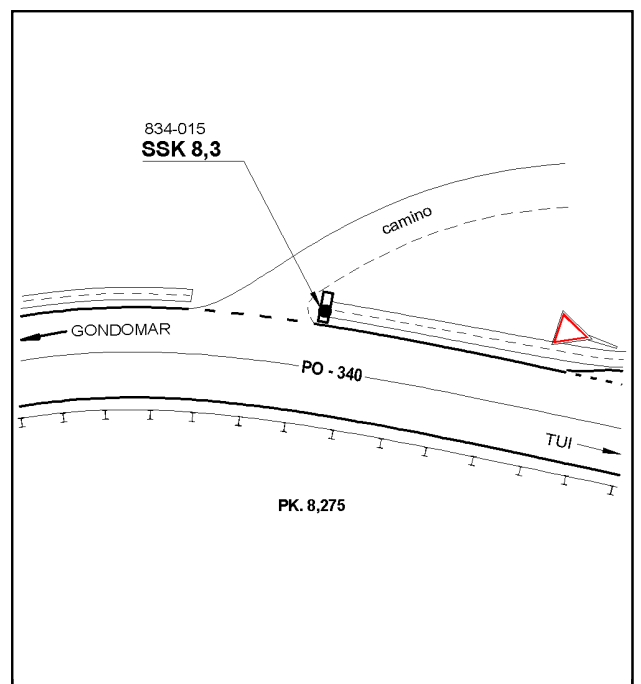 834-015
SSK 8,3
camino
GONDOMAR
PO - 340
TUI
PK. 8,275